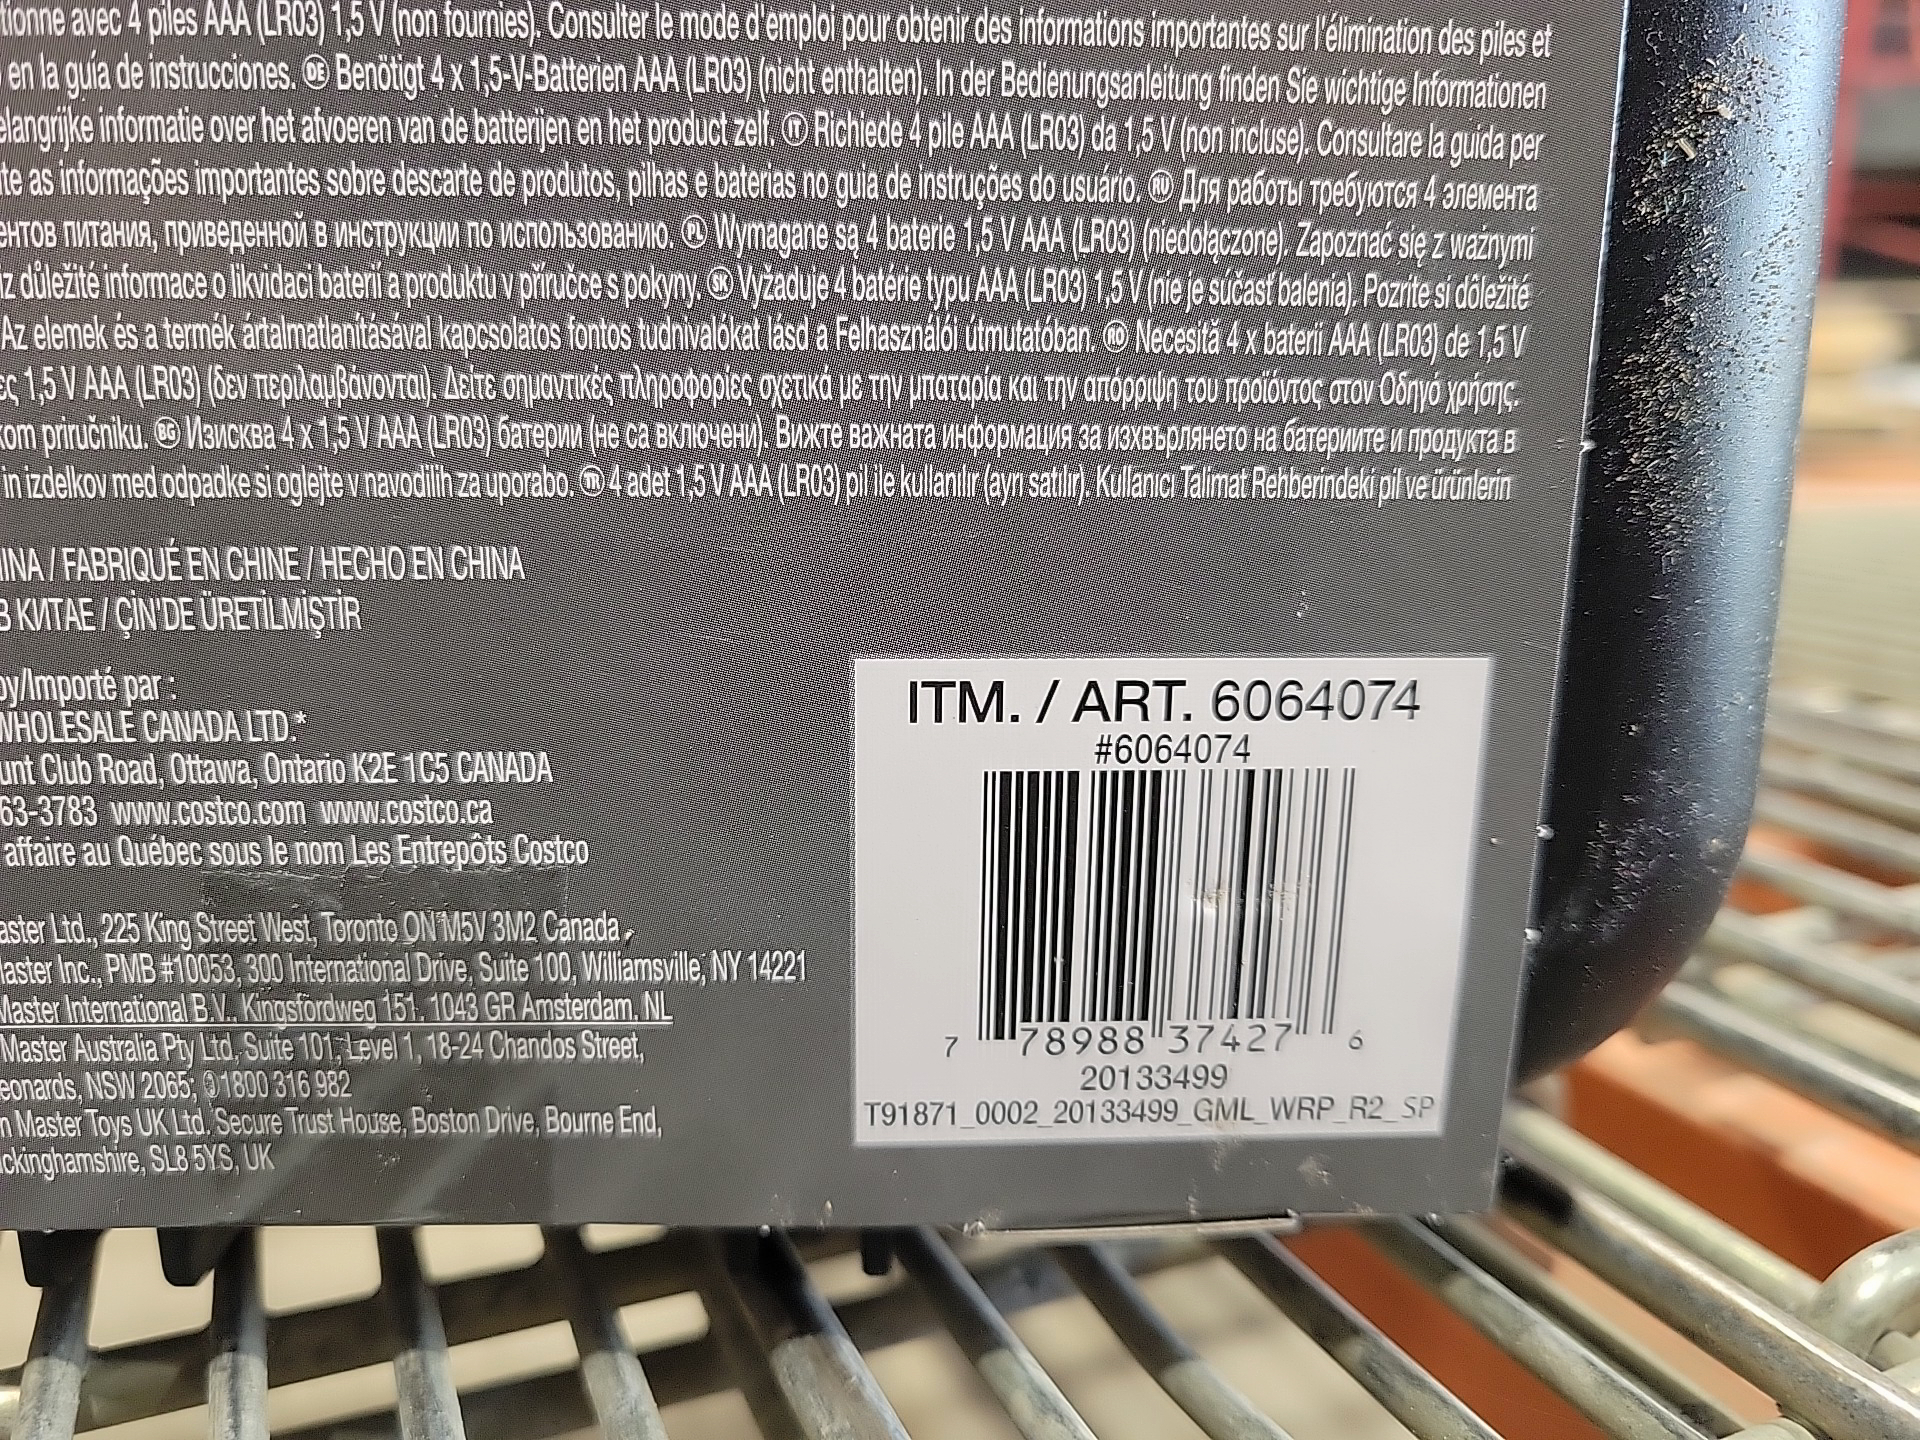 avec 4 piles AAA (LR03) 1,5 V (non fournies). Consulter le mode d'emploi pour obtenir des informations importantes sur l'élimination des piles et
en la guía de instrucciones. DE Benötigt 4 x 1,5-V-Batterien AAA (LR03) (nicht enthalten). In der Bedienungsanleitung finden Sie wichtige Informationen
informatie over het afvoeren van de batterijen en het product zelf. IT Richiede 4 pile AAA (LR03) da 1,5 V (non incluse). Consultare la guida per
as informações importantes sobre descarte de produtos, pilhas e baterias no guia de instruções do usuário. RU Для работы требуются 4 элемента
питания, приведенной в инструкции по использованию. PL Wymagane są 4 baterie 1,5 V AAA (LR03) (niedołączone). Zapoznać się z ważnymi
důležité informace o likvidaci baterií a produktu v příručce s pokyny. SK Vyžaduje 4 batérie typu AAA (LR03) 1,5 V (nie je súčasť balenia). Pozrite si dôležité
Az elemek és a termék ártalmatlanításával kapcsolatos fontos tudnivalókat lásd a Felhasználói útmutatóban. RO Necesită 4 x baterii AAA (LR03) de 1,5 V
1,5 V AAA (LR03) (δεν περιλαμβάνονται). Δείτε σημαντικές πληροφορίες σχετικά με την μπαταρία και την απόρριψη του προϊόντος στον Οδηγό χρήσης.
priručniku. BG Изисква 4 x 1,5 V AAA (LR03) батерии (не са включени). Вижте важната информация за изхвърлянето на батериите и продукта в
in izdelkov med odpadke si oglejte v navodilih za uporabo. TR 4 adet 1,5 V AAA (LR03) pil ile kullanılır (ayrı satılır). Kullanıcı Talimat Rehberindeki pil ve ürünlerin
/ FABRIQUÉ EN CHINE / HECHO EN CHINA
КИТАЕ / ÇİN'DE ÜRETİLMİŞTİR
by/Importé par :
WHOLESALE CANADA LTD.*
Club Road, Ottawa, Ontario K2E 1C5 CANADA
63-3783 www.costco.com www.costco.ca
affaire au Québec sous le nom Les Entrepôts Costco
Ltd., 225 King Street West, Toronto ON M5V 3M2 Canada
Master Inc., PMB #10053, 300 International Drive, Suite 100, Williamsville, NY 14221
Master International B.V., Kingsfordweg 151, 1043 GR Amsterdam, NL
Master Australia Pty Ltd, Suite 101, Level 1, 18-24 Chandos Street,
NSW 2065; 1800 316 982
Master Toys UK Ltd. Secure Trust House, Boston Drive, Bourne End,
SL8 5YS, UK
ITM. / ART. 6064074
#6064074
7 78988 37427 6
20133499
T91871_0002_20133499_GML_WRP_R2_SP